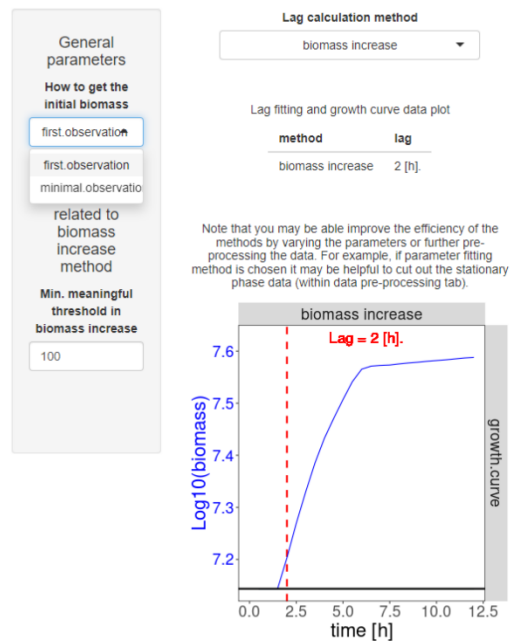 General
parameters
How to get the
initial biomass
first.observation
first.observation
minimal.observatio
related to
biomass
increase
method
Min. meaningful
threshold in
biomass increase
100
Lag calculation method
biomass increase
Lag fitting and growth curve data plot
method lag
biomass increase 2 [h].
Note that you may be able improve the efficiency of the
methods by varying the parameters or further pre-
processing the data. For example, if parameter fitting
method is chosen it may be helpful to cut out the stationary
phase data (within data pre-processing tab).
biomass increase
Lag = 2 [h].
7.6
7.5
7.4
7.3
7.2
Log10(biomass)
growth.curve
0.0 2.5 5.0 7.5 10.0 12.5
time [h]